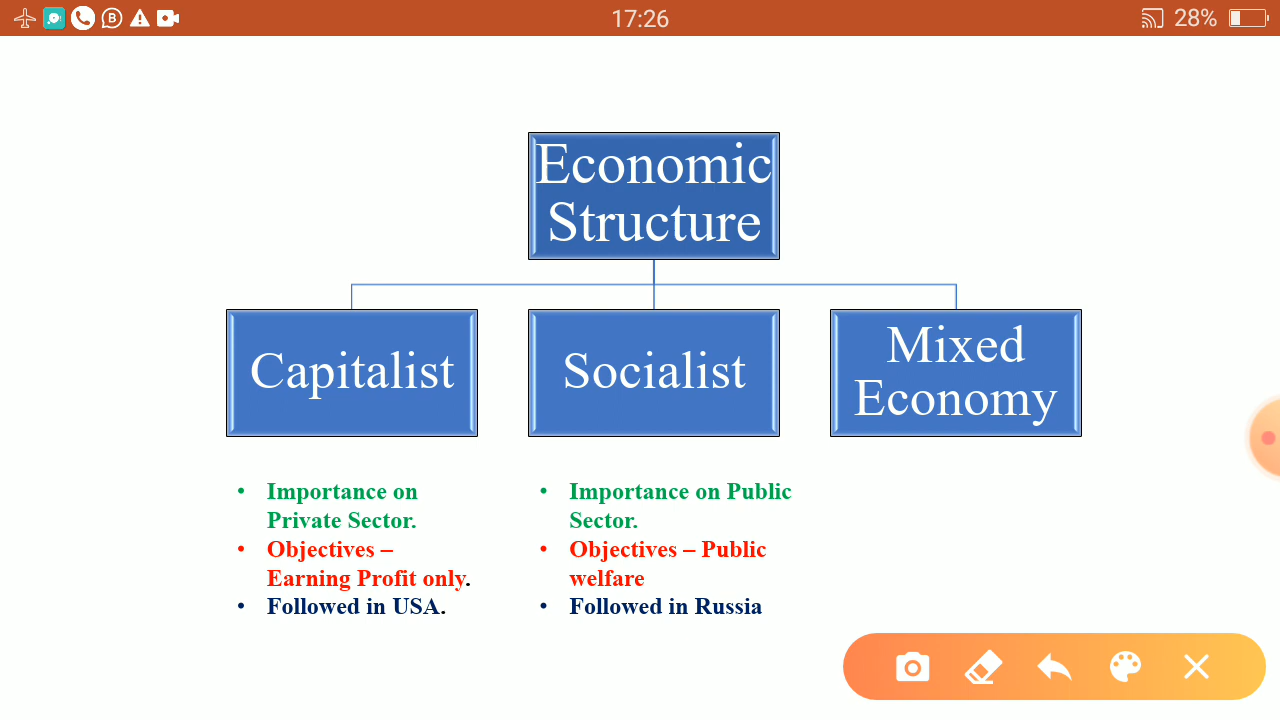 17:26
28%
Economic
Structure
Capitalist
Socialist
Mixed
Economy
• Importance on
Private Sector.
• Objectives –
Earning Profit only.
• Followed in USA.
• Importance on Public
Sector.
• Objectives – Public
welfare
• Followed in Russia